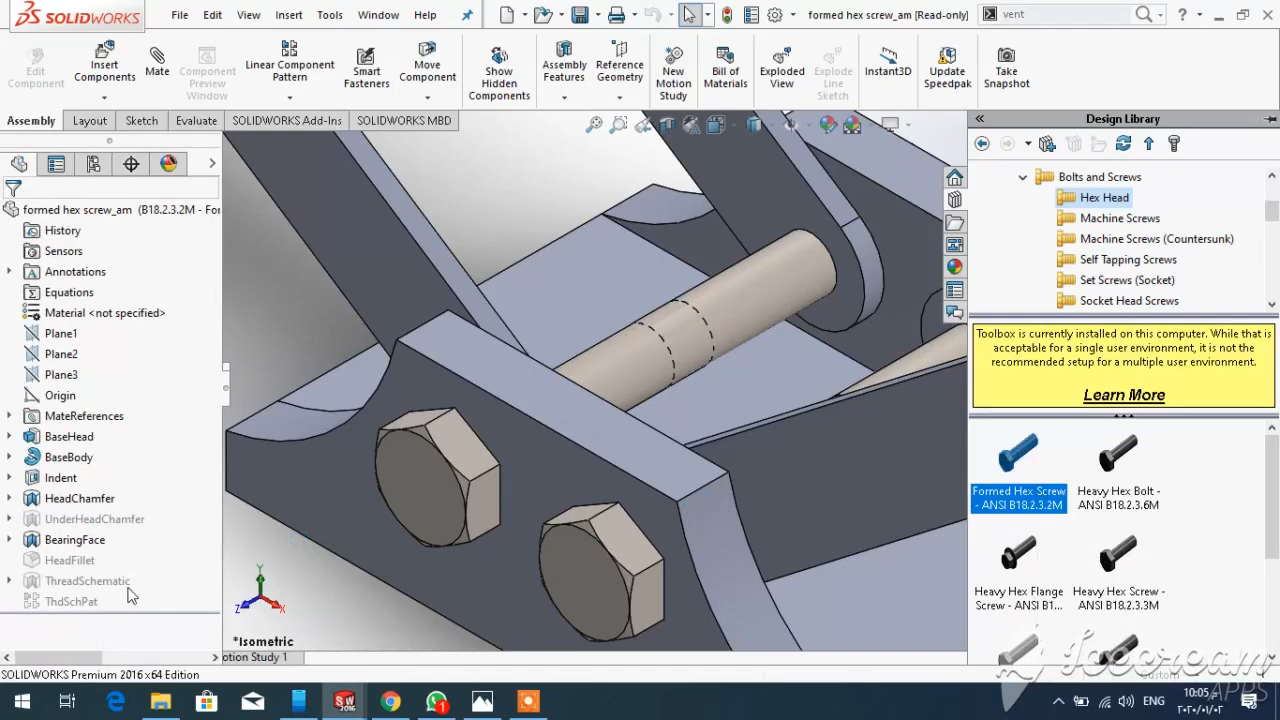 SOLIDWORKS
File
Edit
View
Insert
Tools
Window
Help
formed hex screw_am [Read-only]
vent
Edit Component
Insert Components
Mate
Component Preview Window
Linear Component Pattern
Smart Fasteners
Move Component
Show Hidden Components
Assembly Features
Reference Geometry
New Motion Study
Bill of Materials
Exploded View
Explode Line Sketch
Instant3D
Update Speedpak
Take Snapshot
Assembly
Layout
Sketch
Evaluate
SOLIDWORKS Add-Ins
SOLIDWORKS MBD
Design Library
formed hex screw_am (B18.2.3.2M - For
History
Sensors
Annotations
Equations
Material <not specified>
Plane1
Plane2
Plane3
Origin
MateReferences
BaseHead
BaseBody
Indent
HeadChamfer
UnderHeadChamfer
BearingFace
HeadFillet
ThreadSchematic
ThdSchPat
Y
Z
X
*Isometric
otion Study 1
Bolts and Screws
Hex Head
Machine Screws
Machine Screws (Countersunk)
Self Tapping Screws
Set Screws (Socket)
Socket Head Screws
Toolbox is currently installed on this computer. While that is
acceptable for a single user environment, it is not the
recommended setup for a multiple user environment.
Learn More
Formed Hex Screw
- ANSI B18.2.3.2M
Heavy Hex Bolt -
ANSI B18.2.3.6M
Heavy Hex Flange
Screw - ANSI B1...
Heavy Hex Screw -
ANSI B18.2.3.3M
Icecream
APPS
SOLIDWORKS Premium 2016 x64 Edition
Custom
SW
2016
1
ENG
10:05
٢٠٢٠/٠١/٠٢